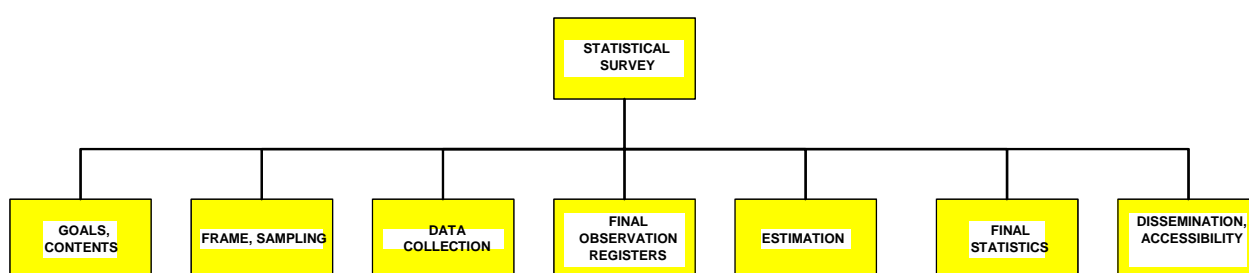 STATISTICAL
SURVEY
GOALS,
CONTENTS
FRAME, SAMPLING
DATA
COLLECTION
FINAL
OBSERVATION
REGISTERS
ESTIMATION
FINAL
STATISTICS
DISSEMINATION,
ACCESSIBILITY